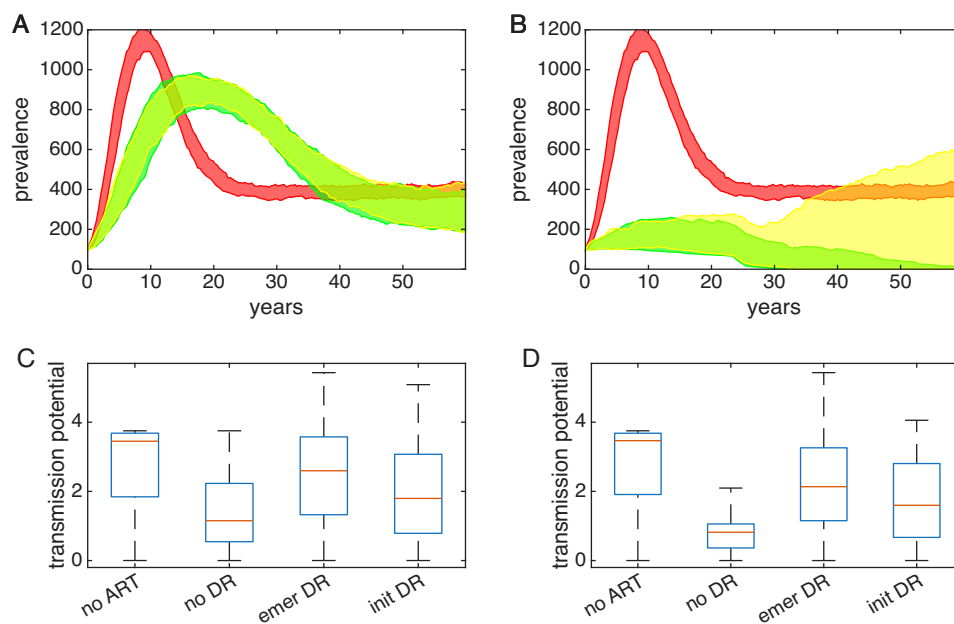 A
prevalence
1200
1000
800
600
400
200
0
0 10 20 30 40 50
years
B
prevalence
1200
1000
800
600
400
200
0
0 10 20 30 40 50
years
C
transmission potential
4
2
0
no ART no DR emer DR init DR
D
transmission potential
4
2
0
no ART no DR emer DR init DR